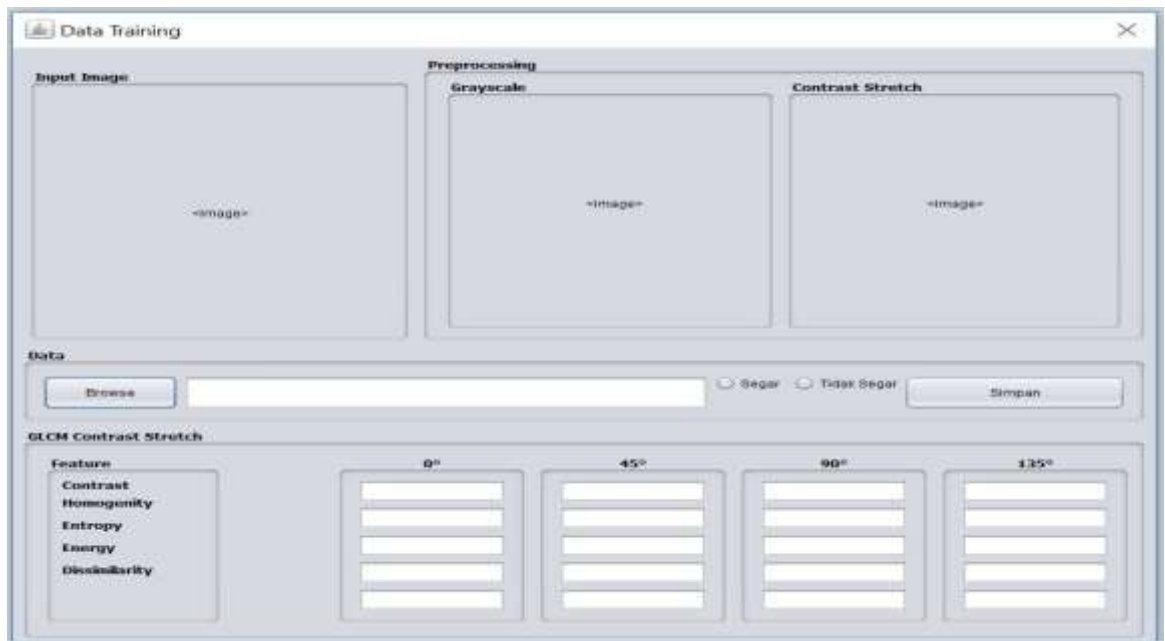 Data Training
Input Image
Preprocessing
Grayscale
Contrast Stretch
<Image>
<Image>
<Image>
Data
Browse
Segar
Tidak Segar
Simpan
GLCM Contrast Stretch
Feature
0°
45°
90°
135°
Contrast
Homogenity
Entropy
Energy
Dissimilarity